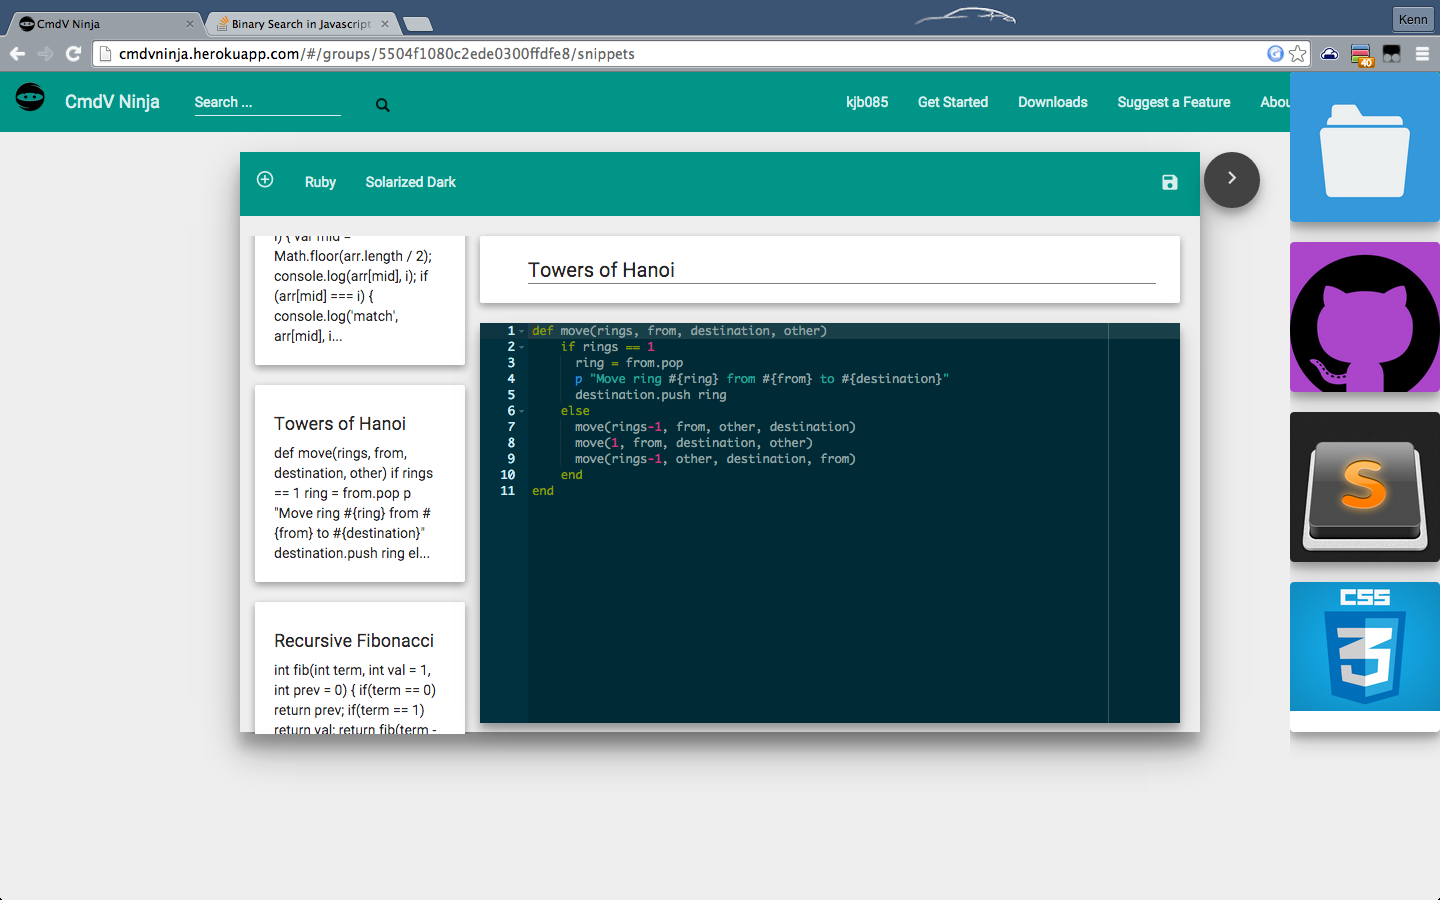 CmdV Ninja
Binary Search in Javascript
Kenn
cmdvninja.herokuapp.com/#/groups/5504f1080c2ede0300ffdfe8/snippets
40
CmdV Ninja
Search ...
kjb085
Get Started
Downloads
Suggest a Feature
Abou
Ruby
Solarized Dark
i) { var mid =
Math.floor(arr.length / 2);
console.log(arr[mid], i); if
(arr[mid] === i) {
console.log('match',
arr[mid], i...
Towers of Hanoi
def move(rings, from,
destination, other) if rings
== 1 ring = from.pop p
"Move ring #{ring} from #
{from} to #{destination}"
destination.push ring el...
Recursive Fibonacci
int fib(int term, int val = 1,
int prev = 0) { if(term == 0)
return prev; if(term == 1)
return val; return fib(term -
Towers of Hanoi
1 def move(rings, from, destination, other)
2 if rings == 1
3 ring = from.pop
4 p "Move ring #{ring} from #{from} to #{destination}"
5 destination.push ring
6 else
7 move(rings-1, from, other, destination)
8 move(1, from, destination, other)
9 move(rings-1, other, destination, from)
10 end
11 end
S
CSS
3